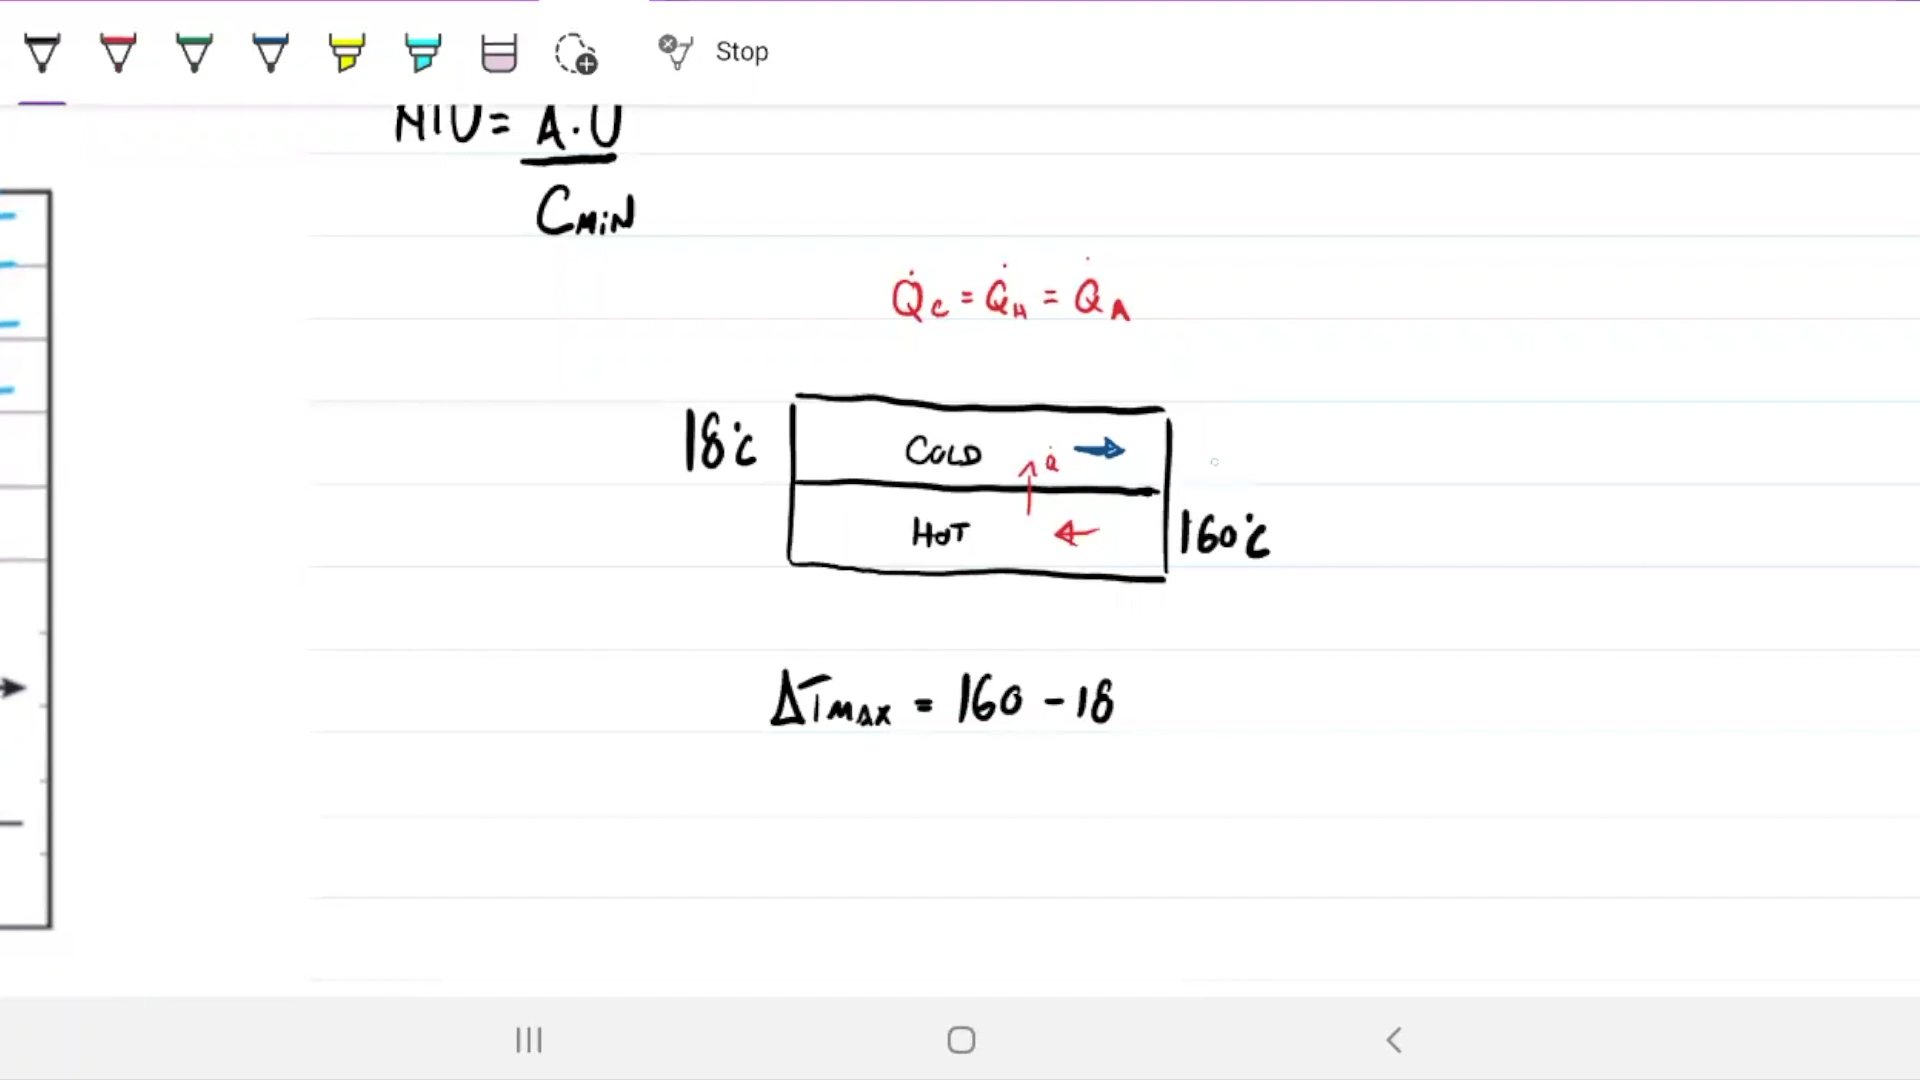 Stop
NTU = A·U
CMiN
Q̇c = Q̇H = Q̇A
18°c
COLD
Q̇
HOT
160°c
ΔTMAX = 160 - 18